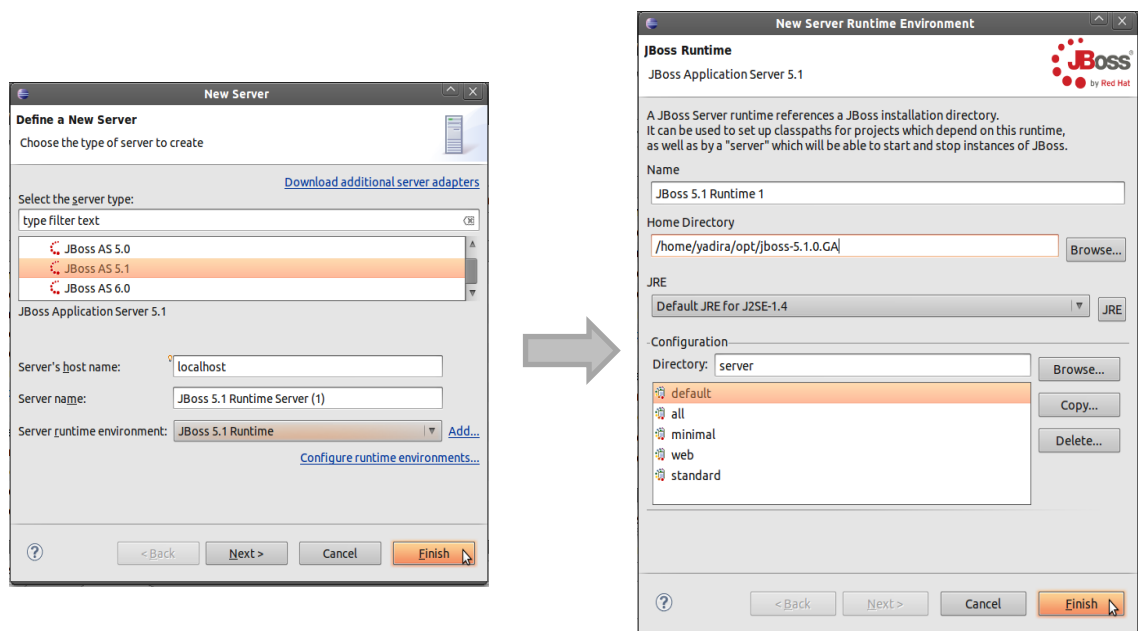 New Server
Define a New Server
Choose the type of server to create
Download additional server adapters
Select the server type:
type filter text
JBoss AS 5.0
JBoss AS 5.1
JBoss AS 6.0
JBoss Application Server 5.1
Server's host name:
localhost
Server name:
JBoss 5.1 Runtime Server (1)
Server runtime environment:
JBoss 5.1 Runtime
Add...
Configure runtime environments...
< Back
Next >
Cancel
Finish
New Server Runtime Environment
JBoss Runtime
JBoss Application Server 5.1
JBoss
by Red Hat
A JBoss Server runtime references a JBoss installation directory.
It can be used to set up classpaths for projects which depend on this runtime,
as well as by a "server" which will be able to start and stop instances of JBoss.
Name
JBoss 5.1 Runtime 1
Home Directory
/home/yadira/opt/jboss-5.1.0.GA
Browse...
JRE
Default JRE for J2SE-1.4
JRE
Configuration
Directory:
server
Browse...
default
all
minimal
web
standard
Copy...
Delete...
< Back
Next >
Cancel
Finish